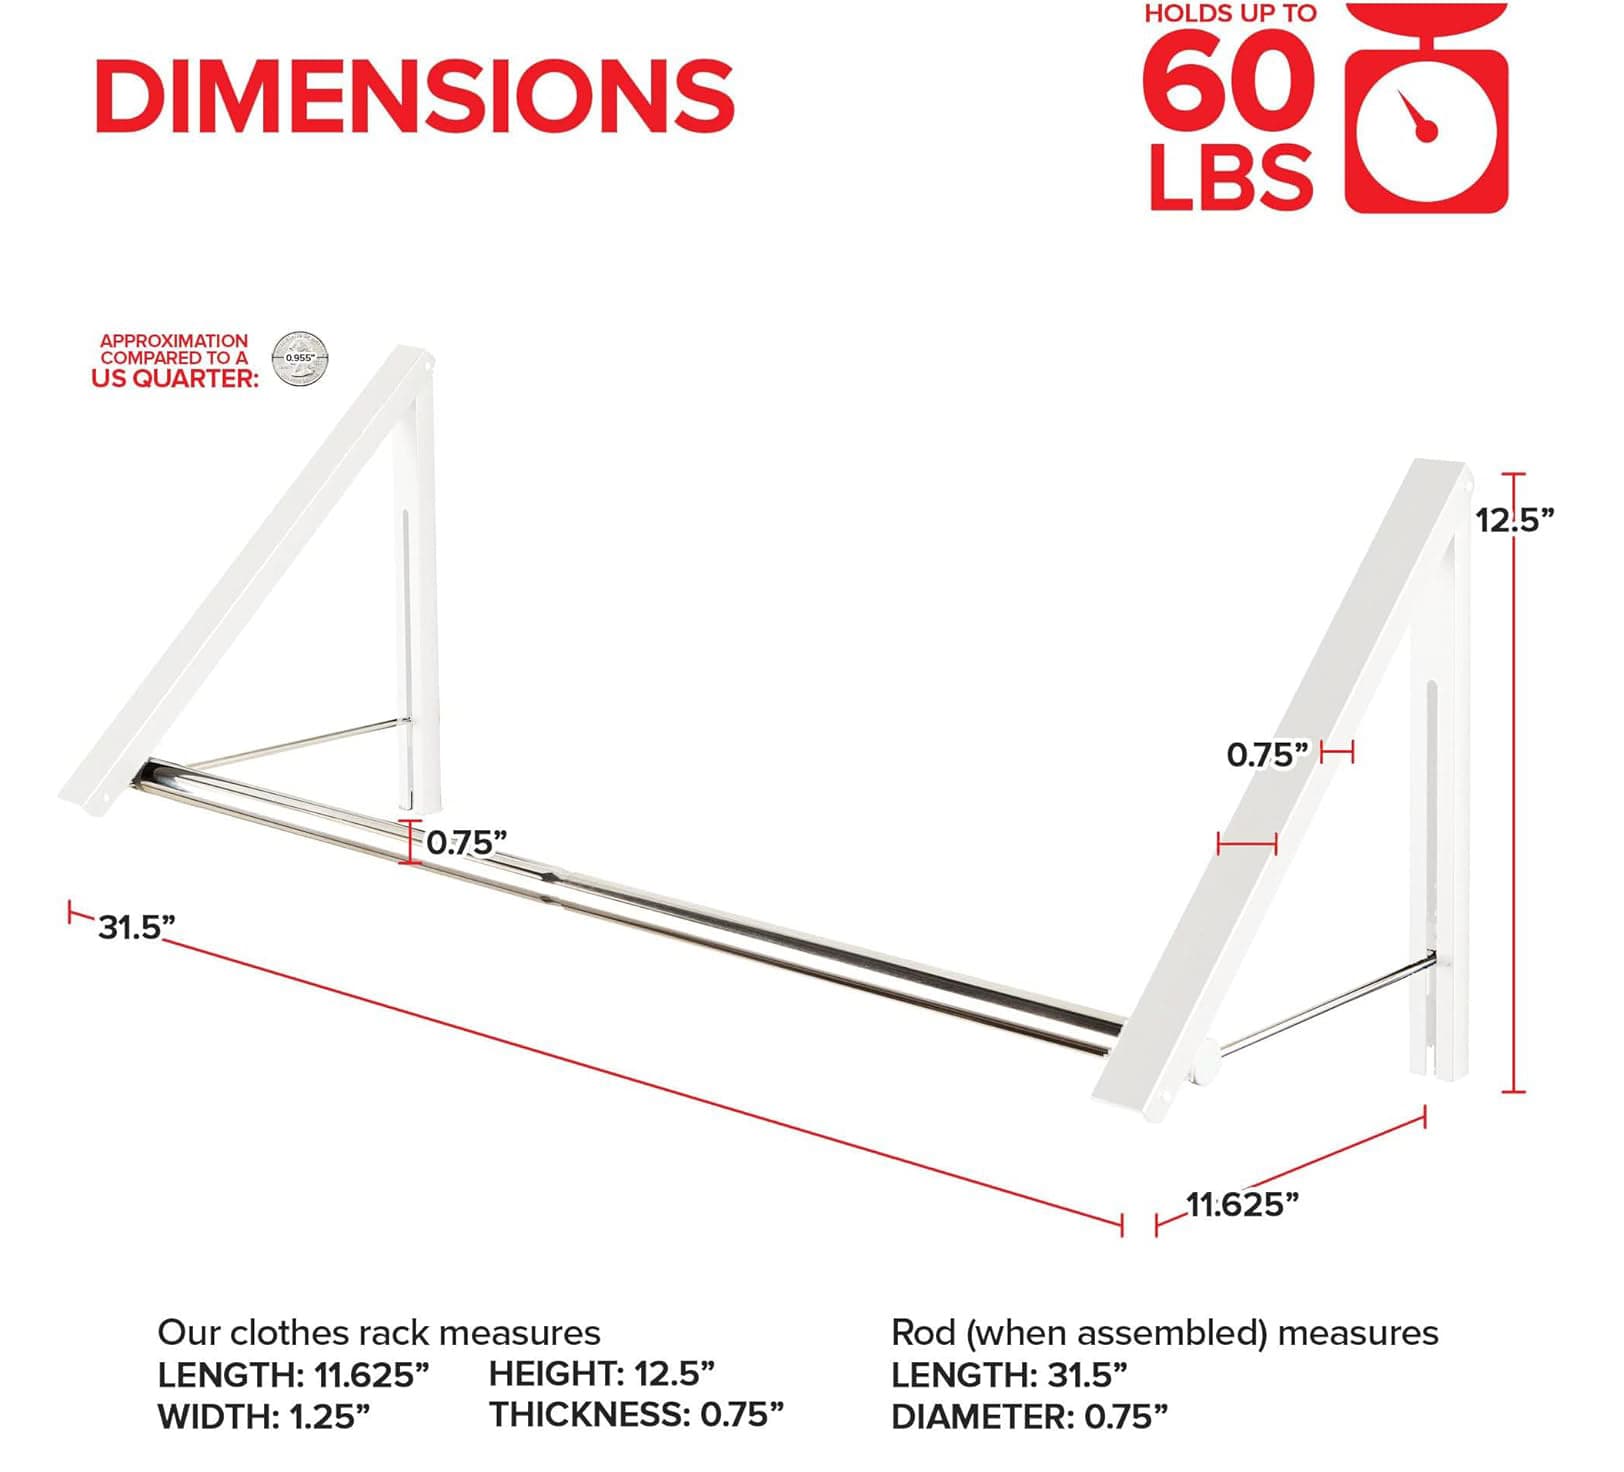 DIMENSIONS
HOLDS UP TO
60
LBS
APPROXIMATION
COMPARED TO A
US QUARTER:
0.955"
12.5”
0.75”
0.75”
31.5”
11.625”
Our clothes rack measures
LENGTH: 11.625”
HEIGHT: 12.5”
WIDTH: 1.25”
THICKNESS: 0.75”
Rod (when assembled) measures
LENGTH: 31.5”
DIAMETER: 0.75”